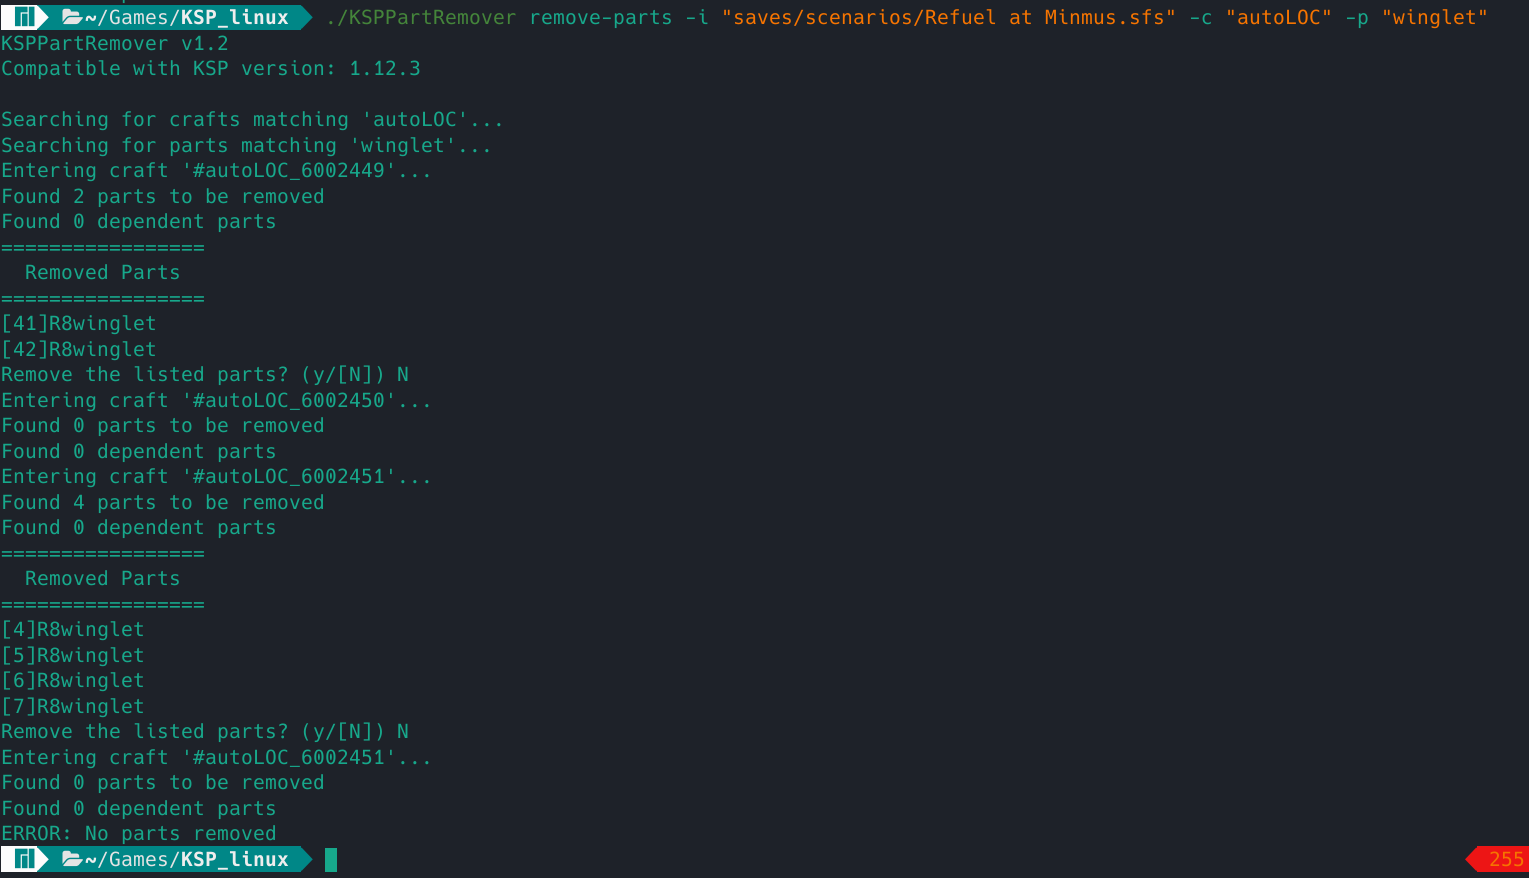 ~/Games/KSP_linux ./KSPPartRemover remove-parts -i "saves/scenarios/Refuel at Minmus.sfs" -c "autoLOC" -p "winglet"
KSPPartRemover v1.2
Compatible with KSP version: 1.12.3
Searching for crafts matching 'autoLOC'...
Searching for parts matching 'winglet'...
Entering craft '#autoLOC_6002449'...
Found 2 parts to be removed
Found 0 dependent parts
=================
  Removed Parts
=================
[41]R8winglet
[42]R8winglet
Remove the listed parts? (y/[N]) N
Entering craft '#autoLOC_6002450'...
Found 0 parts to be removed
Found 0 dependent parts
Entering craft '#autoLOC_6002451'...
Found 4 parts to be removed
Found 0 dependent parts
=================
  Removed Parts
=================
[4]R8winglet
[5]R8winglet
[6]R8winglet
[7]R8winglet
Remove the listed parts? (y/[N]) N
Entering craft '#autoLOC_6002451'...
Found 0 parts to be removed
Found 0 dependent parts
ERROR: No parts removed
~/Games/KSP_linux 255